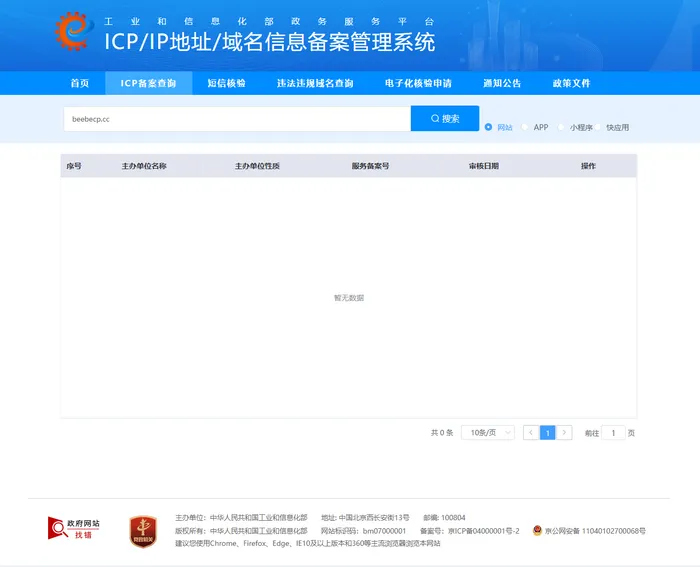 工业和信息化部政务服务平台
ICP/IP地址/域名信息备案管理系统
首页 ICP备案查询 短信核验 违法违规域名查询 电子化核验申请 通知公告 政策文件
beebecp.cc 搜索 网站 APP 小程序 快应用
序号 主办单位名称 主办单位性质 服务备案号 审核日期 操作
暂无数据
共 0 条 10条/页 1 前往 1 页
政府网站
找错
党政机关
主办单位：中华人民共和国工业和信息化部 地址: 中国北京西长安街13号 邮编: 100804
版权所有：中华人民共和国工业和信息化部 网站标识码：bm07000001 备案号：京ICP备04000001号-2 京公网安备 11040102700068号
建议您使用Chrome、Firefox、Edge、IE10及以上版本和360等主流浏览器浏览本网站